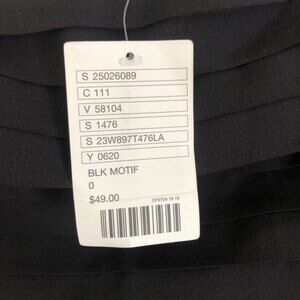 S 25026089
C 111
V 58104
S 1476
S 23W897T476LA
Y 0620
BLK MOTIF
0
$49.00